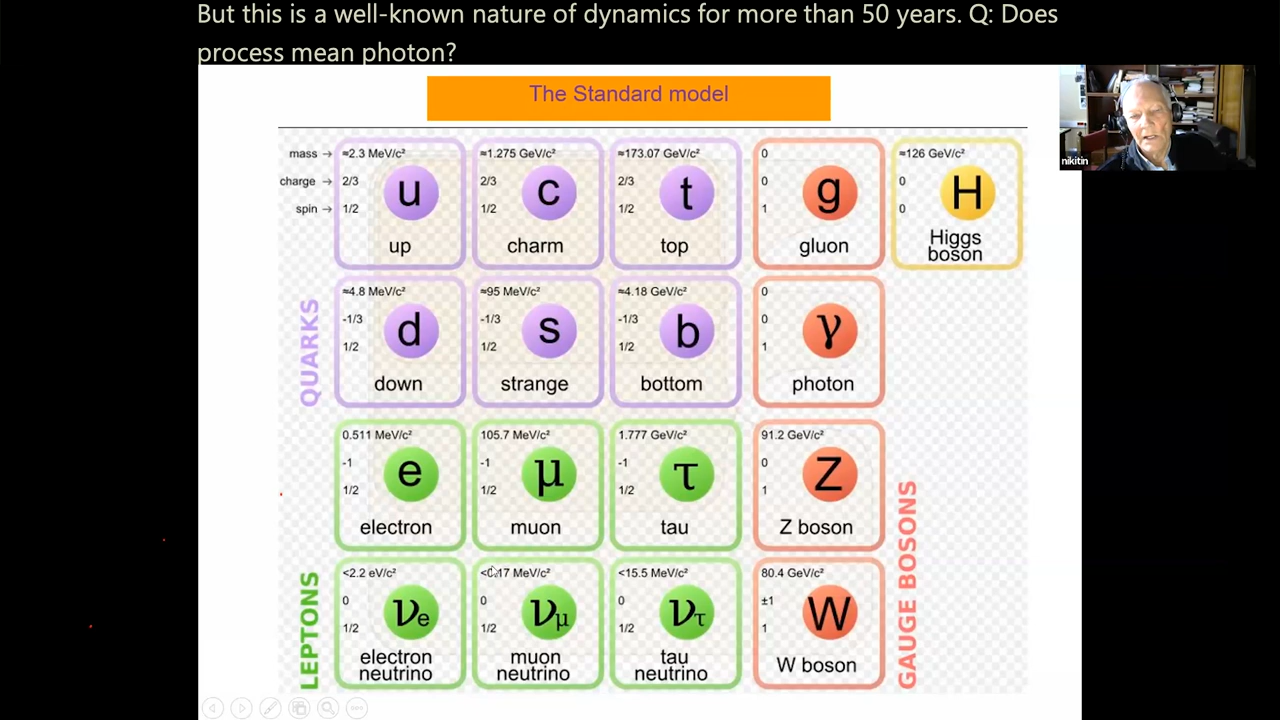 But this is a well-known nature of dynamics for more than 50 years. Q: Does
process mean photon?
The Standard model
nikitin
mass → ≈2.3 MeV/c²
charge → 2/3
spin → 1/2
u
up
≈1.275 GeV/c²
2/3
1/2
c
charm
≈173.07 GeV/c²
2/3
1/2
t
top
0
0
1
g
gluon
≈126 GeV/c²
0
0
H
Higgs
boson
QUARKS
≈4.8 MeV/c²
-1/3
1/2
d
down
≈95 MeV/c²
-1/3
1/2
s
strange
≈4.18 GeV/c²
-1/3
1/2
b
bottom
0
0
1
γ
photon
LEPTONS
0.511 MeV/c²
-1
1/2
e
electron
105.7 MeV/c²
-1
1/2
μ
muon
1.777 GeV/c²
-1
1/2
τ
tau
91.2 GeV/c²
0
1
Z
Z boson
GAUGE BOSONS
<2.2 eV/c²
0
1/2
νe
electron
neutrino
<0.17 MeV/c²
0
1/2
νμ
muon
neutrino
<15.5 MeV/c²
0
1/2
ντ
tau
neutrino
80.4 GeV/c²
±1
1
W
W boson